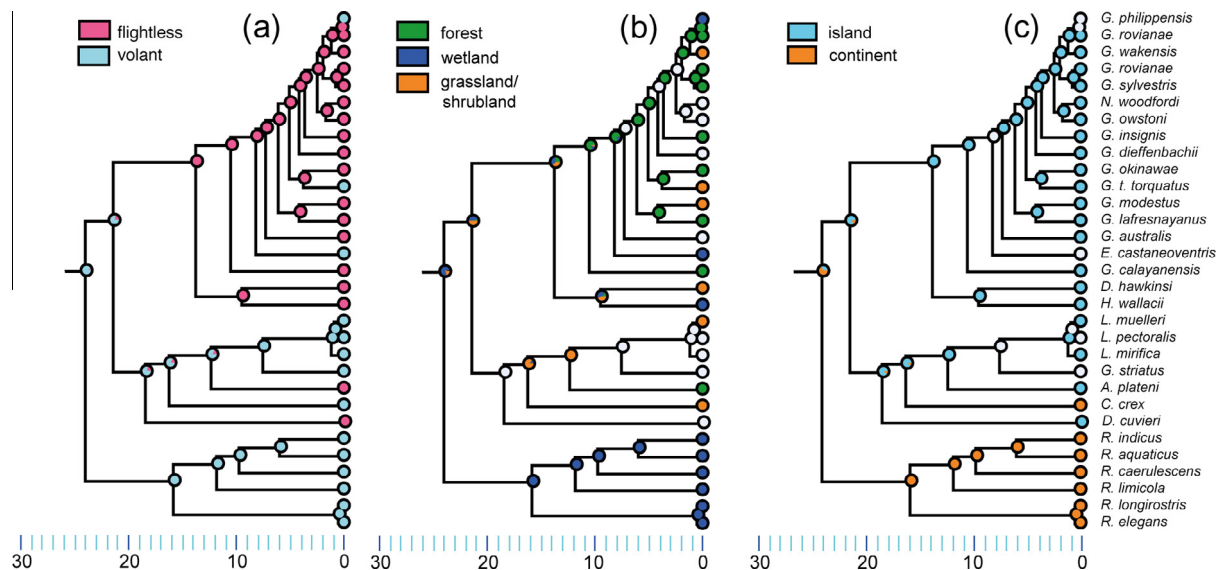 (a)
flightless
volant
30
20
10
0
(b)
forest
wetland
grassland/
shrubland
30
20
10
0
(c)
island
continent
30
20
10
0
G. philippensis
G. rovianae
G. wakensis
G. rovianae
G. sylvestris
N. woodfordi
G. owstoni
G. insignis
G. dieffenbachii
G. okinawae
G. t. torquatus
G. modestus
G. lafresnayanus
G. australis
E. castaneoventris
G. calayanensis
D. hawkinsi
H. wallacii
L. muelleri
L. pectoralis
L. mirifica
G. striatus
A. plateni
C. crex
D. cuvieri
R. indicus
R. aquaticus
R. caerulescens
R. limicola
R. longirostris
R. elegans